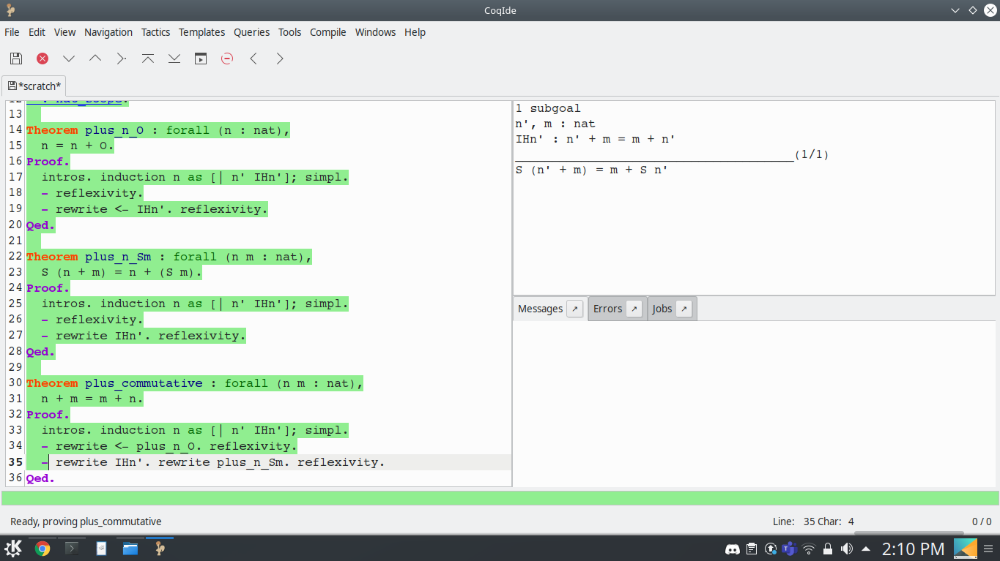 CoqIde
File Edit View Navigation Tactics Templates Queries Tools Compile Windows Help
*scratch*
13
14 Theorem plus_n_O : forall (n : nat),
15   n = n + O.
16 Proof.
17   intros. induction n as [| n' IHn']; simpl.
18   - reflexivity.
19   - rewrite <- IHn'. reflexivity.
20 Qed.
21
22 Theorem plus_n_Sm : forall (n m : nat),
23   S (n + m) = n + (S m).
24 Proof.
25   intros. induction n as [| n' IHn']; simpl.
26   - reflexivity.
27   - rewrite IHn'. reflexivity.
28 Qed.
29
30 Theorem plus_commutative : forall (n m : nat),
31   n + m = m + n.
32 Proof.
33   intros. induction n as [| n' IHn']; simpl.
34   - rewrite <- plus_n_O. reflexivity.
35   - rewrite IHn'. rewrite plus_n_Sm. reflexivity.
36 Qed.
1 subgoal
n', m : nat
IHn' : n' + m = m + n'
______________________________________(1/1)
S (n' + m) = m + S n'
Messages Errors Jobs
Ready, proving plus_commutative
Line: 35 Char: 4
0 / 0
2:10 PM